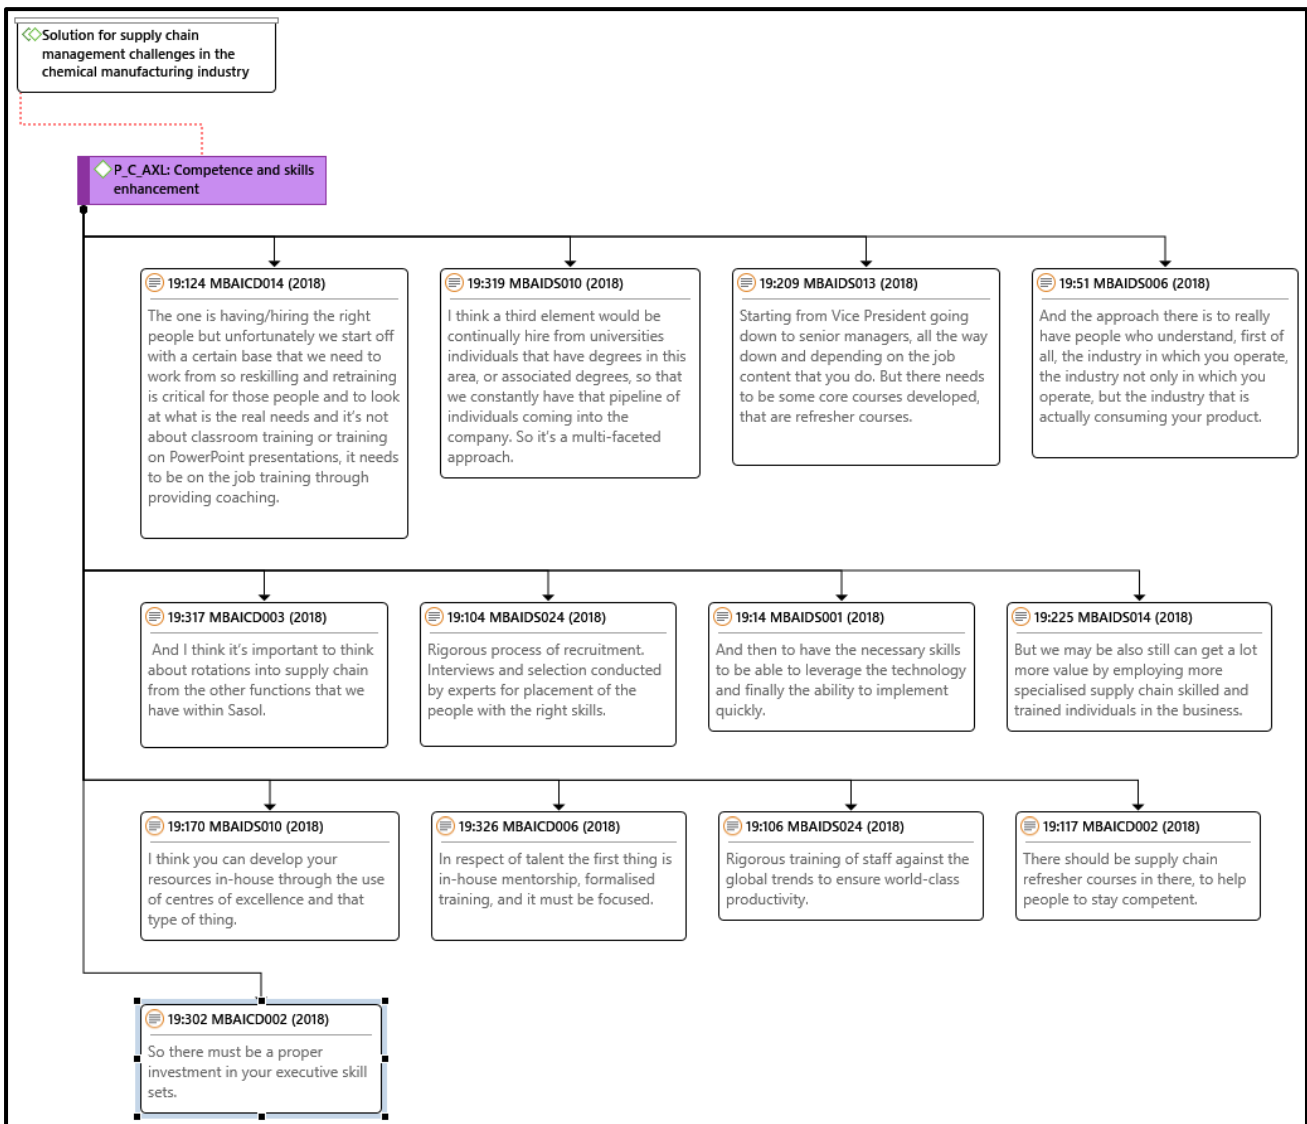 Solution for supply chain
management challenges in the
chemical manufacturing industry
P_C_AXL: Competence and skills
enhancement
19:124 MBAICD014 (2018)
The one is having/hiring the right
people but unfortunately we start off
with a certain base that we need to
work from so reskilling and retraining
is critical for those people and to look
at what is the real needs and it's not
about classroom training or training
on PowerPoint presentations, it needs
to be on the job training through
providing coaching.
19:319 MBAIDS010 (2018)
I think a third element would be
continually hire from universities
individuals that have degrees in this
area, or associated degrees, so that
we constantly have that pipeline of
individuals coming into the
company. So it's a multi-faceted
approach.
19:209 MBAIDS013 (2018)
Starting from Vice President going
down to senior managers, all the way
down and depending on the job
content that you do. But there needs
to be some core courses developed,
that are refresher courses.
19:51 MBAIDS006 (2018)
And the approach there is to really
have people who understand, first of
all, the industry in which you operate,
the industry not only in which you
operate, but the industry that is
actually consuming your product.
19:317 MBAICD003 (2018)
And I think it's important to think
about rotations into supply chain
from the other functions that we
have within Sasol.
19:104 MBAIDS024 (2018)
Rigorous process of recruitment.
Interviews and selection conducted
by experts for placement of the
people with the right skills.
19:14 MBAIDS001 (2018)
And then to have the necessary skills
to be able to leverage the technology
and finally the ability to implement
quickly.
19:225 MBAIDS014 (2018)
But we may be also still can get a lot
more value by employing more
specialised supply chain skilled and
trained individuals in the business.
19:170 MBAIDS010 (2018)
I think you can develop your
resources in-house through the use
of centres of excellence and that
type of thing.
19:326 MBAICD006 (2018)
In respect of talent the first thing is
in-house mentorship, formalised
training, and it must be focused.
19:106 MBAIDS024 (2018)
Rigorous training of staff against the
global trends to ensure world-class
productivity.
19:117 MBAICD002 (2018)
There should be supply chain
refresher courses in there, to help
people to stay competent.
19:302 MBAICD002 (2018)
So there must be a proper
investment in your executive skill
sets.